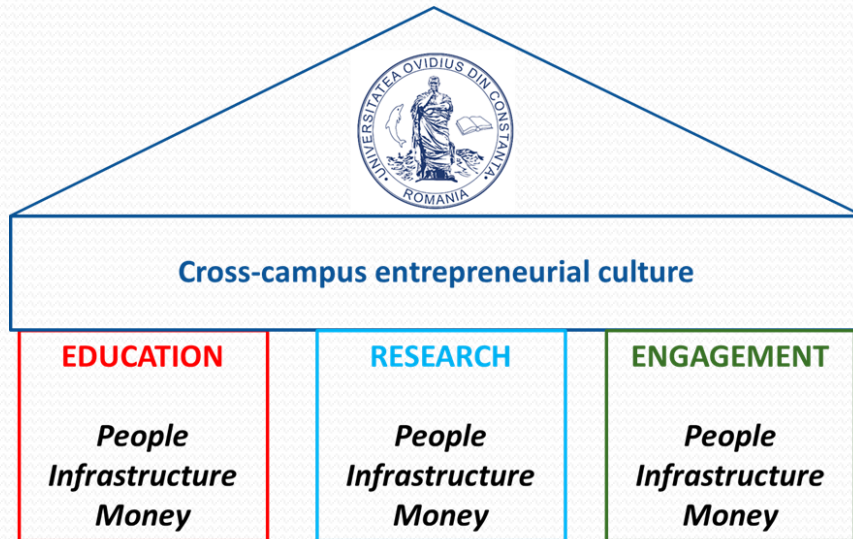 UNIVERSITATEA OVIDIUS DIN CONSTANTA
ROMANIA
Cross-campus entrepreneurial culture
EDUCATION
People
Infrastructure
Money
RESEARCH
People
Infrastructure
Money
ENGAGEMENT
People
Infrastructure
Money